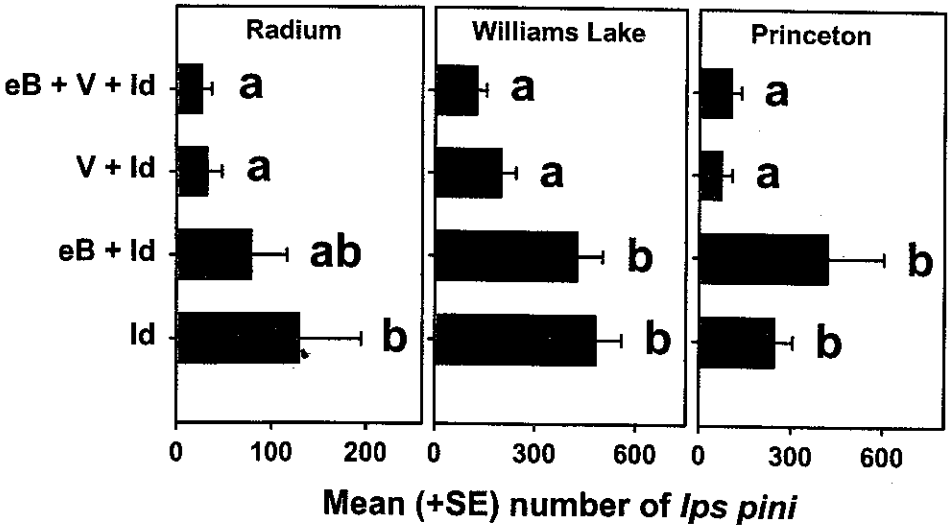 Radium Williams Lake Princeton
eB + V + Id a a a
V + Id a a a
eB + Id ab b b
Id b b b
0 100 200 0 300 600 0 300 600
Mean (+SE) number of Ips pini